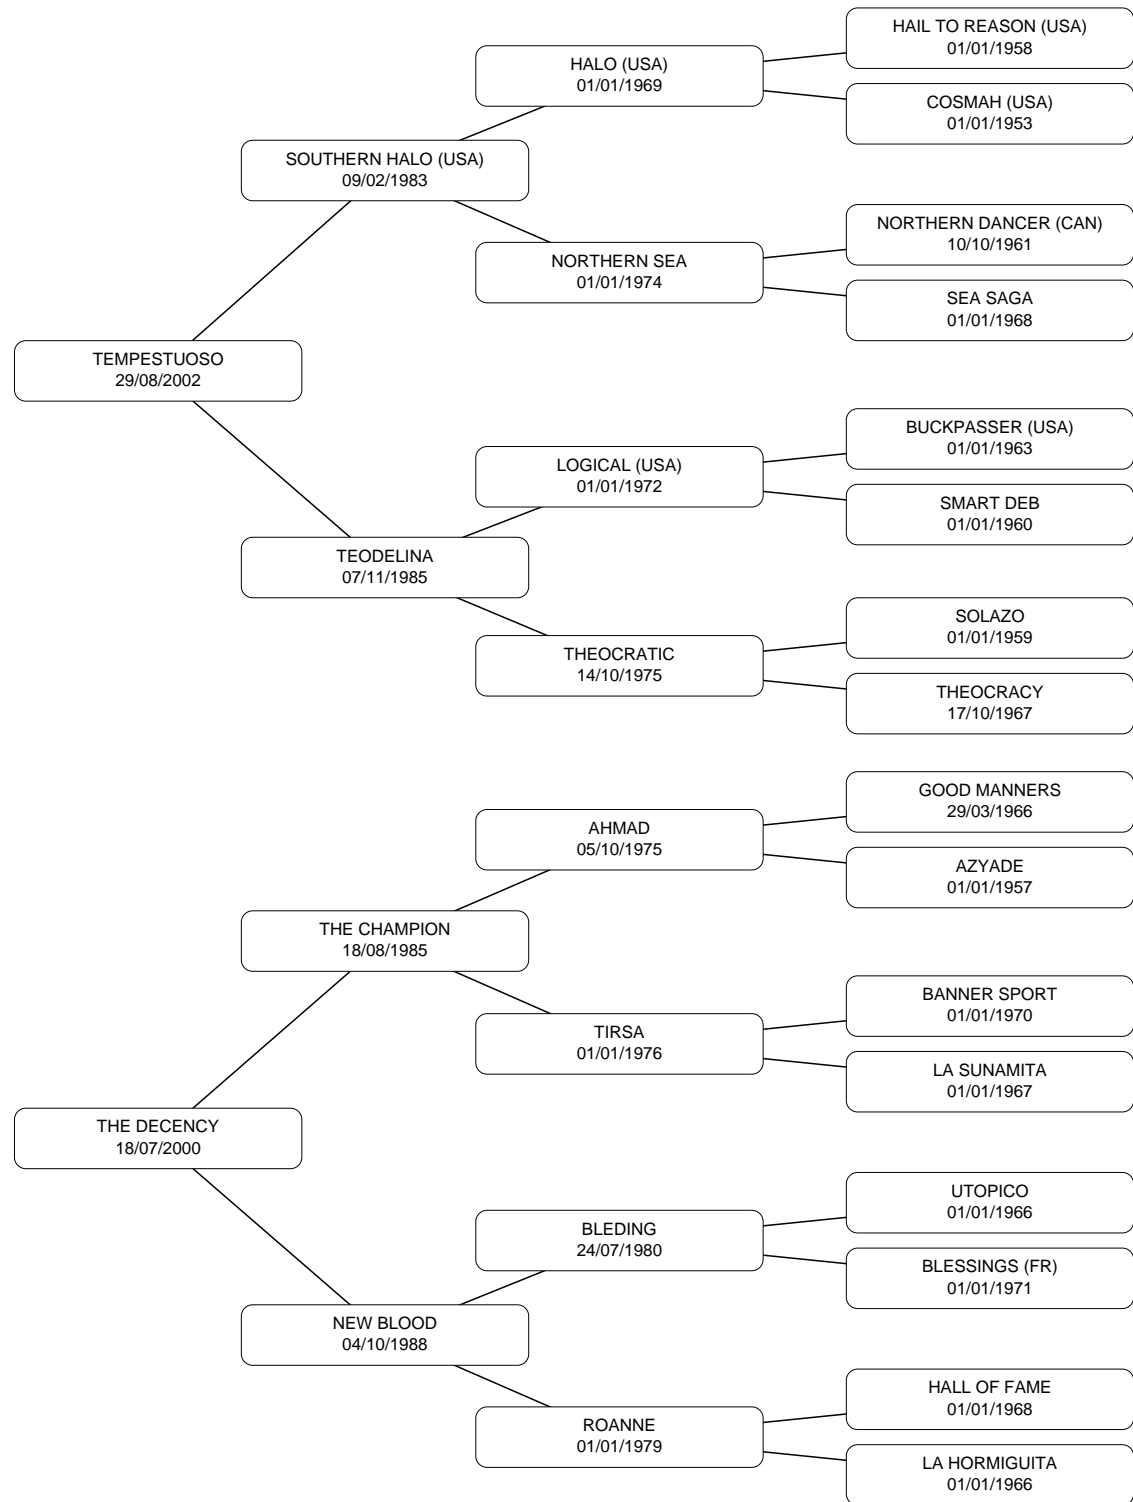 HAIL TO REASON (USA)
01/01/1958
HALO (USA)
01/01/1969
COSMAH (USA)
01/01/1953
SOUTHERN HALO (USA)
09/02/1983
NORTHERN DANCER (CAN)
10/10/1961
NORTHERN SEA
01/01/1974
SEA SAGA
01/01/1968
TEMPESTUOSO
29/08/2002
BUCKPASSER (USA)
01/01/1963
LOGICAL (USA)
01/01/1972
SMART DEB
01/01/1960
TEODELINA
07/11/1985
SOLAZO
01/01/1959
THEOCRATIC
14/10/1975
THEOCRACY
17/10/1967
GOOD MANNERS
29/03/1966
AHMAD
05/10/1975
AZYADE
01/01/1957
THE CHAMPION
18/08/1985
BANNER SPORT
01/01/1970
TIRSA
01/01/1976
LA SUNAMITA
01/01/1967
THE DECENCY
18/07/2000
UTOPICO
01/01/1966
BLEDING
24/07/1980
BLESSINGS (FR)
01/01/1971
NEW BLOOD
04/10/1988
HALL OF FAME
01/01/1968
ROANNE
01/01/1979
LA HORMIGUITA
01/01/1966